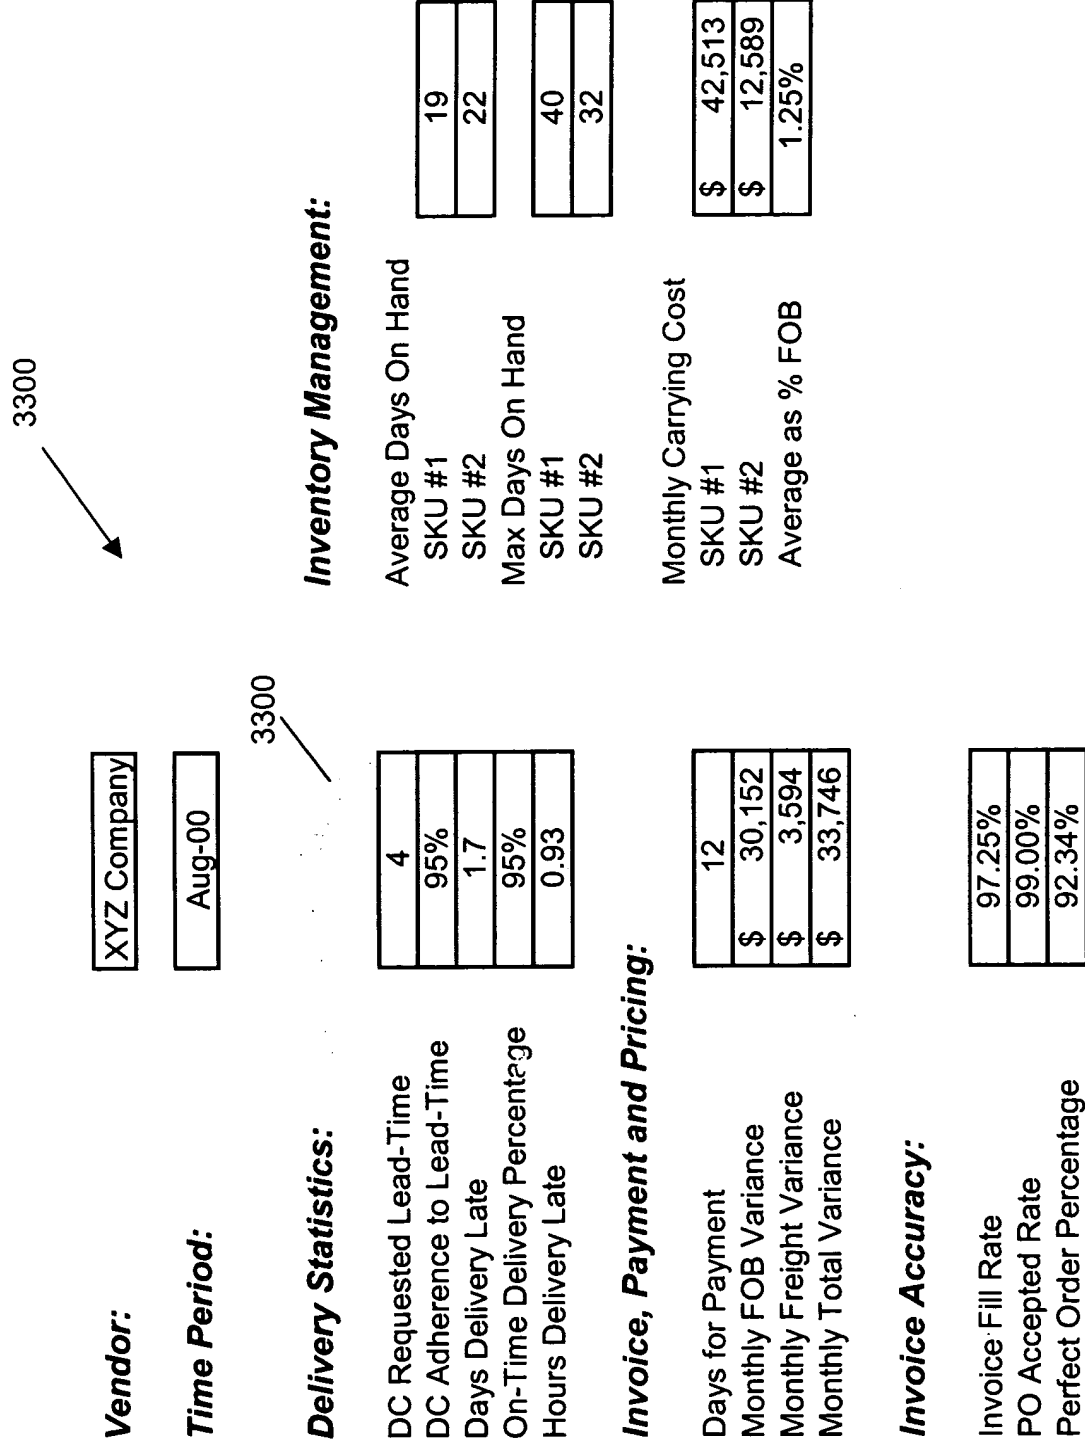 3300
Vendor: XYZ Company
Time Period: Aug-00
3300
Delivery Statistics:
DC Requested Lead-Time 4
DC Adherence to Lead-Time 95%
Days Delivery Late 1.7
On-Time Delivery Percentage 95%
Hours Delivery Late 0.93
Invoice, Payment and Pricing:
Days for Payment 12
Monthly FOB Variance $ 30,152
Monthly Freight Variance $ 3,594
Monthly Total Variance $ 33,746
Invoice Accuracy:
Invoice Fill Rate 97.25%
PO Accepted Rate 99.00%
Perfect Order Percentage 92.34%
Inventory Management:
Average Days On Hand
SKU #1 19
SKU #2 22
Max Days On Hand
SKU #1 40
SKU #2 32
Monthly Carrying Cost
SKU #1 $ 42,513
SKU #2 $ 12,589
Average as % FOB 1.25%